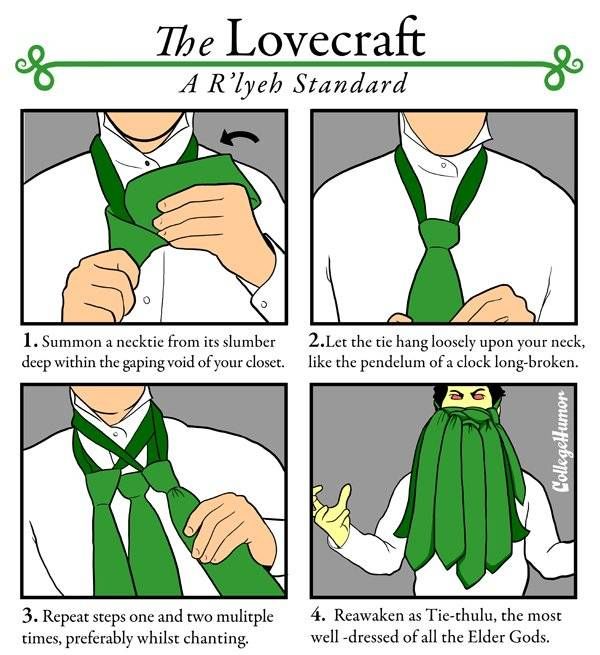 The Lovecraft
A R'lyeh Standard
1. Summon a necktie from its slumber
deep within the gaping void of your closet.
2.Let the tie hang loosely upon your neck,
like the pendelum of a clock long-broken.
3. Repeat steps one and two mulitple
times, preferably whilst chanting.
CollegeHumor
4. Reawaken as Tie-thulu, the most
well -dressed of all the Elder Gods.